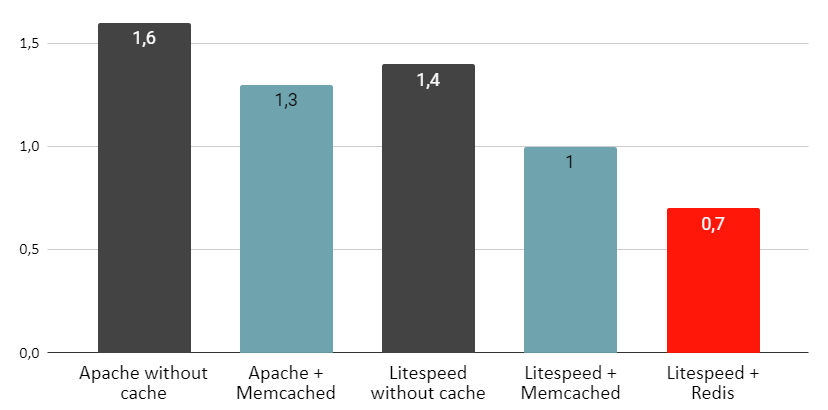 1,6
1,5
1,4
1,3
1,0
1
0,7
0,5
0,0
Apache without
cache
Apache +
Memcached
Litespeed
without cache
Litespeed +
Memcached
Litespeed +
Redis